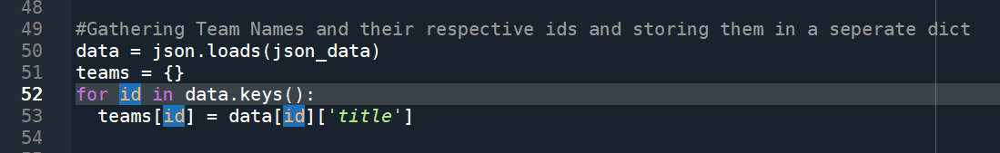 48
49 #Gathering Team Names and their respective ids and storing them in a seperate dict
50 data = json.loads(json_data)
51 teams = {}
52 for id in data.keys():
53   teams[id] = data[id]['title']
54